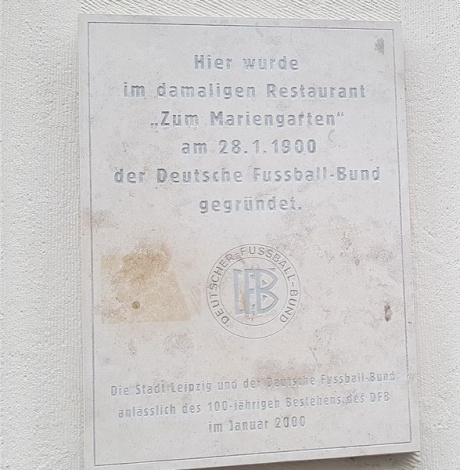 Hier wurde
im damaligen Restaurant
„Zum Mariengarten“
am 28.1.1900
der Deutsche Fussball-Bund
gegründet.
DEUTSCHER FUSSBALL-BUND
DFB
Die Stadt Leipzig und der Deutsche Fussball-Bund
anlässlich des 100-jährigen Bestehens des DFB
im Januar 2000